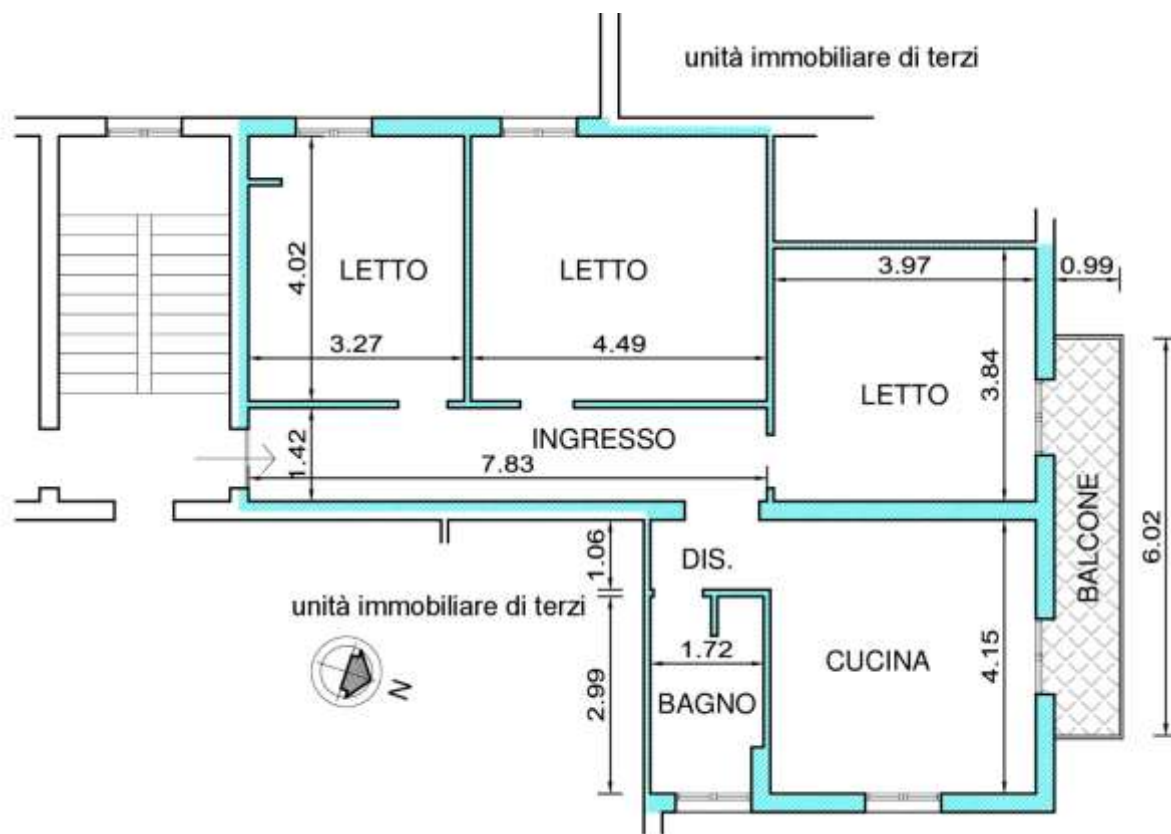 unità immobiliare di terzi
4.02
LETTO
LETTO
3.97
0.99
3.27
4.49
3.84
LETTO
INGRESSO
1.42
7.83
BALCONE
6.02
1.06
DIS.
unità immobiliare di terzi
1.72
CUCINA
4.15
N
2.99
BAGNO